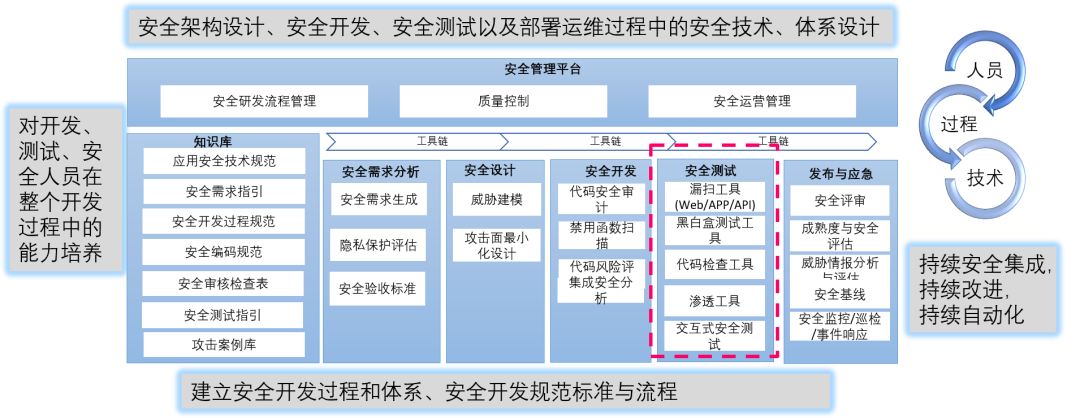 安全架构设计、安全开发、安全测试以及部署运维过程中的安全技术、体系设计
安全管理平台
安全研发流程管理
质量控制
安全运营管理
人员
过程
技术
对开发、
测试、安
全人员在
整个开发
过程中的
能力培养
知识库
应用安全技术规范
安全需求指引
安全开发过程规范
安全编码规范
安全审核检查表
安全测试指引
攻击案例库
工具链
工具链
工具链
安全需求分析
安全需求生成
隐私保护评估
安全验收标准
安全设计
威胁建模
攻击面最小
化设计
安全开发
代码安全审
计
禁用函数扫
描
代码风险评
集成安全分
析
安全测试
漏扫工具
(Web/APP/API)
黑白盒测试工
具
代码检查工具
渗透工具
交互式安全测
试
发布与应急
安全评审
成熟度与安全
评估
威胁情报分析
与评估
安全基线
安全监控/巡检
/事件响应
持续安全集成,
持续改进,
持续自动化
建立安全开发过程和体系、安全开发规范标准与流程